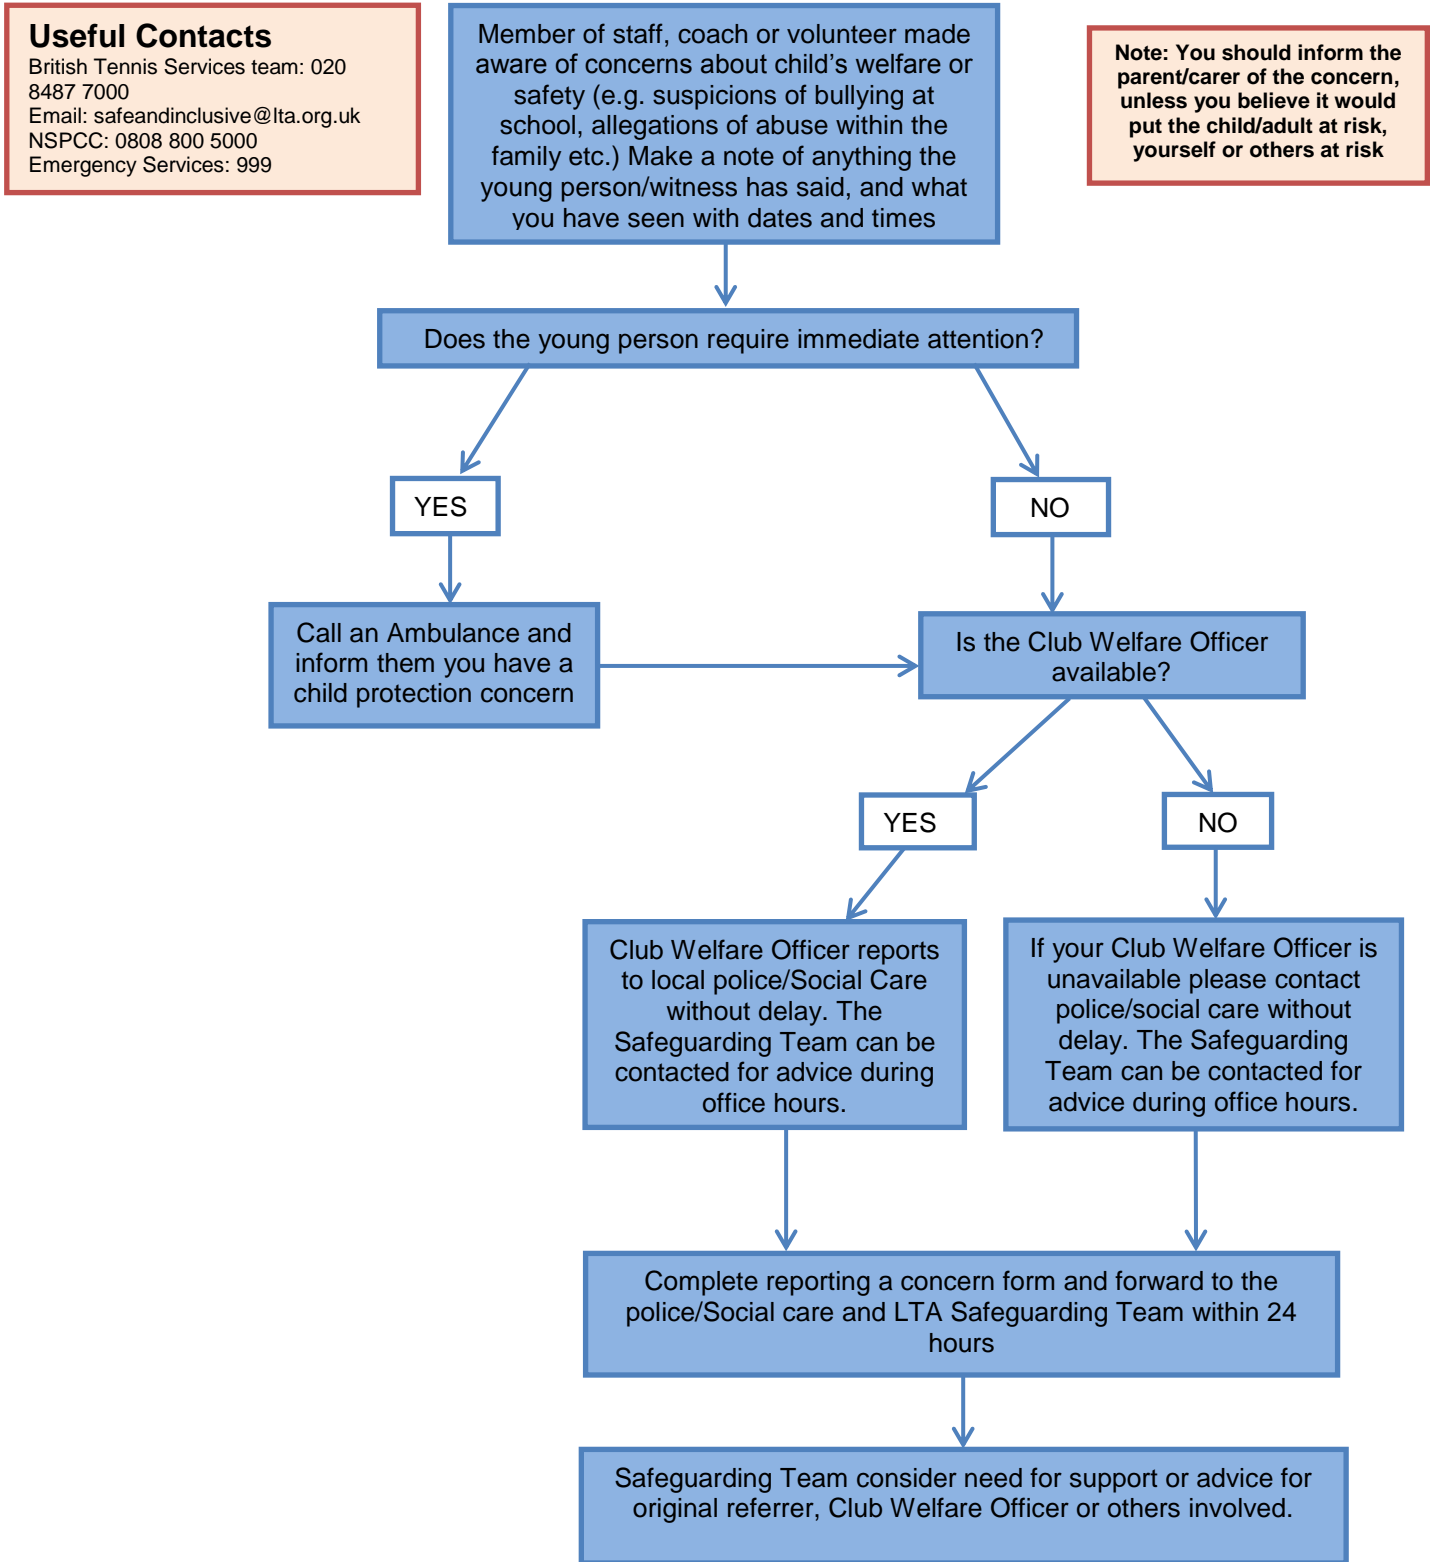 Useful Contacts
British Tennis Services team: 020
8487 7000
Email: safeandinclusive@lta.org.uk
NSPCC: 0808 800 5000
Emergency Services: 999
Member of staff, coach or volunteer made
aware of concerns about child's welfare or
safety (e.g. suspicions of bullying at
school, allegations of abuse within the
family etc.) Make a note of anything the
young person/witness has said, and what
you have seen with dates and times
Note: You should inform the
parent/carer of the concern,
unless you believe it would
put the child/adult at risk,
yourself or others at risk
Does the young person require immediate attention?
YES
NO
Call an Ambulance and
inform them you have a
child protection concern
Is the Club Welfare Officer
available?
YES
NO
Club Welfare Officer reports
to local police/Social Care
without delay. The
Safeguarding Team can be
contacted for advice during
office hours.
If your Club Welfare Officer is
unavailable please contact
police/social care without
delay. The Safeguarding
Team can be contacted for
advice during office hours.
Complete reporting a concern form and forward to the
police/Social care and LTA Safeguarding Team within 24
hours
Safeguarding Team consider need for support or advice for
original referrer, Club Welfare Officer or others involved.